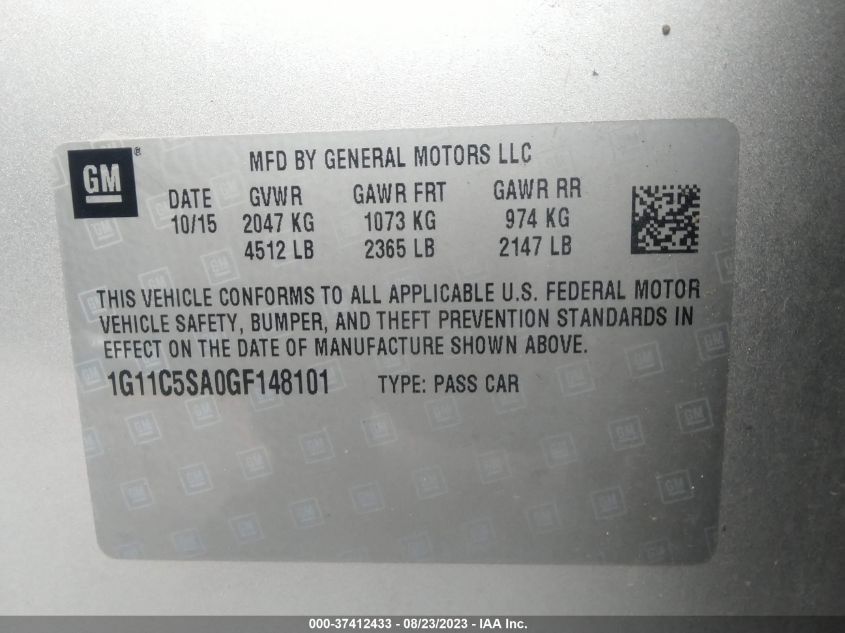 GM ® MFD BY GENERAL MOTORS LLC
DATE GVWR GAWR FRT GAWR RR
10/15 2047 KG 1073 KG 974 KG
4512 LB 2365 LB 2147 LB
THIS VEHICLE CONFORMS TO ALL APPLICABLE U.S. FEDERAL MOTOR
VEHICLE SAFETY, BUMPER, AND THEFT PREVENTION STANDARDS IN
EFFECT ON THE DATE OF MANUFACTURE SHOWN ABOVE.
1G11C5SA0GF148101 TYPE: PASS CAR
000-37412433 - 08/23/2023 - IAA Inc.